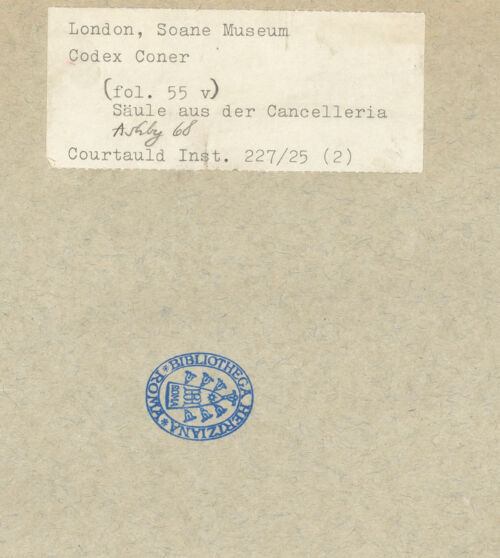 London, Soane Museum
Codex Coner
(fol. 55 v)
Säule aus der Cancelleria
Ashby 68
Courtauld Inst. 227/25 (2)
* BIBLIOTHECA HERTZIANA * ROMA
ROMA